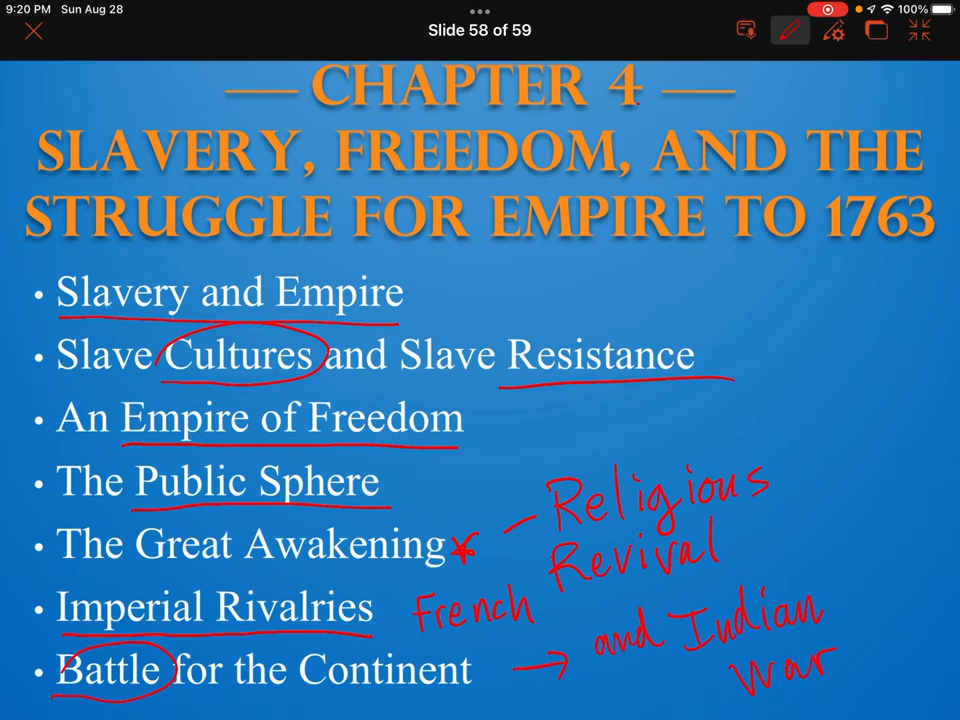 9:20 PM Sun Aug 28
100%
Slide 58 of 59
CHAPTER 4
SLAVERY, FREEDOM, AND THE
STRUGGLE FOR EMPIRE TO 1763
• Slavery and Empire
• Slave Cultures and Slave Resistance
• An Empire of Freedom
• The Public Sphere
• The Great Awakening* – Religious
Revival
• Imperial Rivalries
• Battle for the Continent → French
and Indian
war